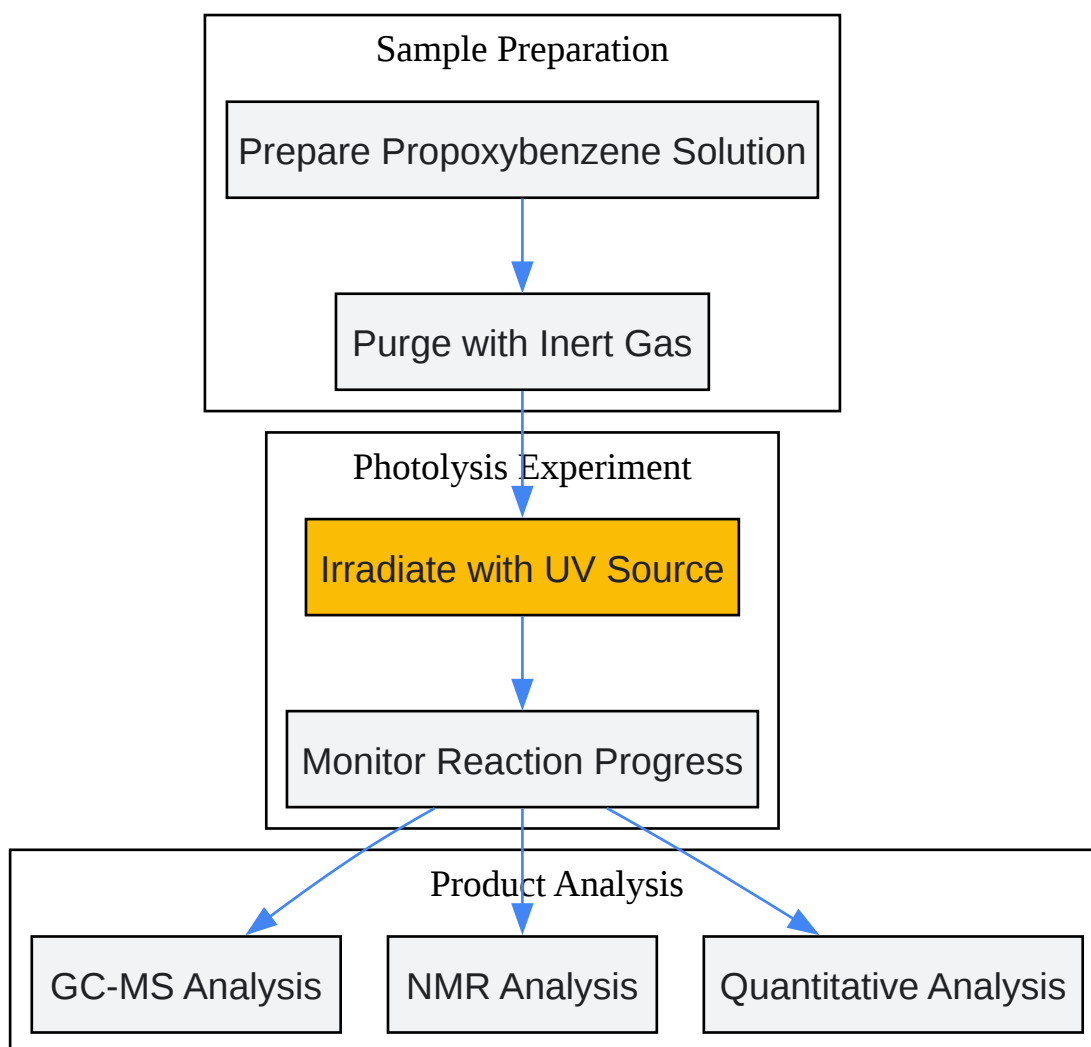 Sample Preparation
Prepare Propoxybenzene Solution
Purge with Inert Gas
Photolysis Experiment
Irradiate with UV Source
Monitor Reaction Progress
Product Analysis
GC-MS Analysis
NMR Analysis
Quantitative Analysis